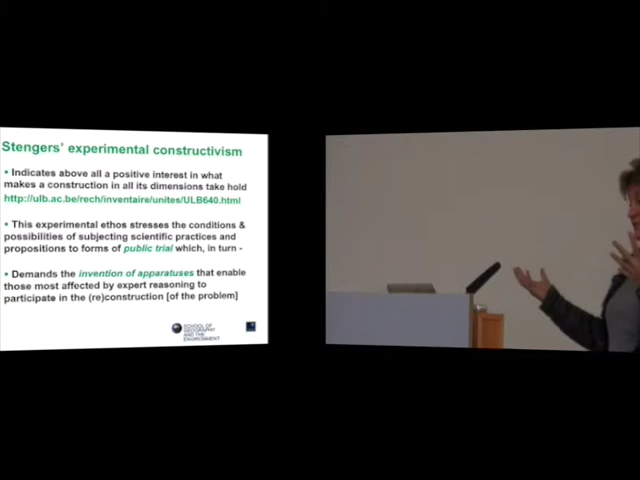 Stengers' experimental constructivism
▪ Indicates above all a positive interest in what
makes a construction in all its dimensions take hold
http://ulb.ac.be/rech/inventaire/unites/ULB640.html
▪ This experimental ethos stresses the conditions &
possibilities of subjecting scientific practices and
propositions to forms of public trial which, in turn -
▪ Demands the invention of apparatuses that enable
those most affected by expert reasoning to
participate in the (re)construction [of the problem]
SCHOOL OF
GEOGRAPHY
AND THE
ENVIRONMENT